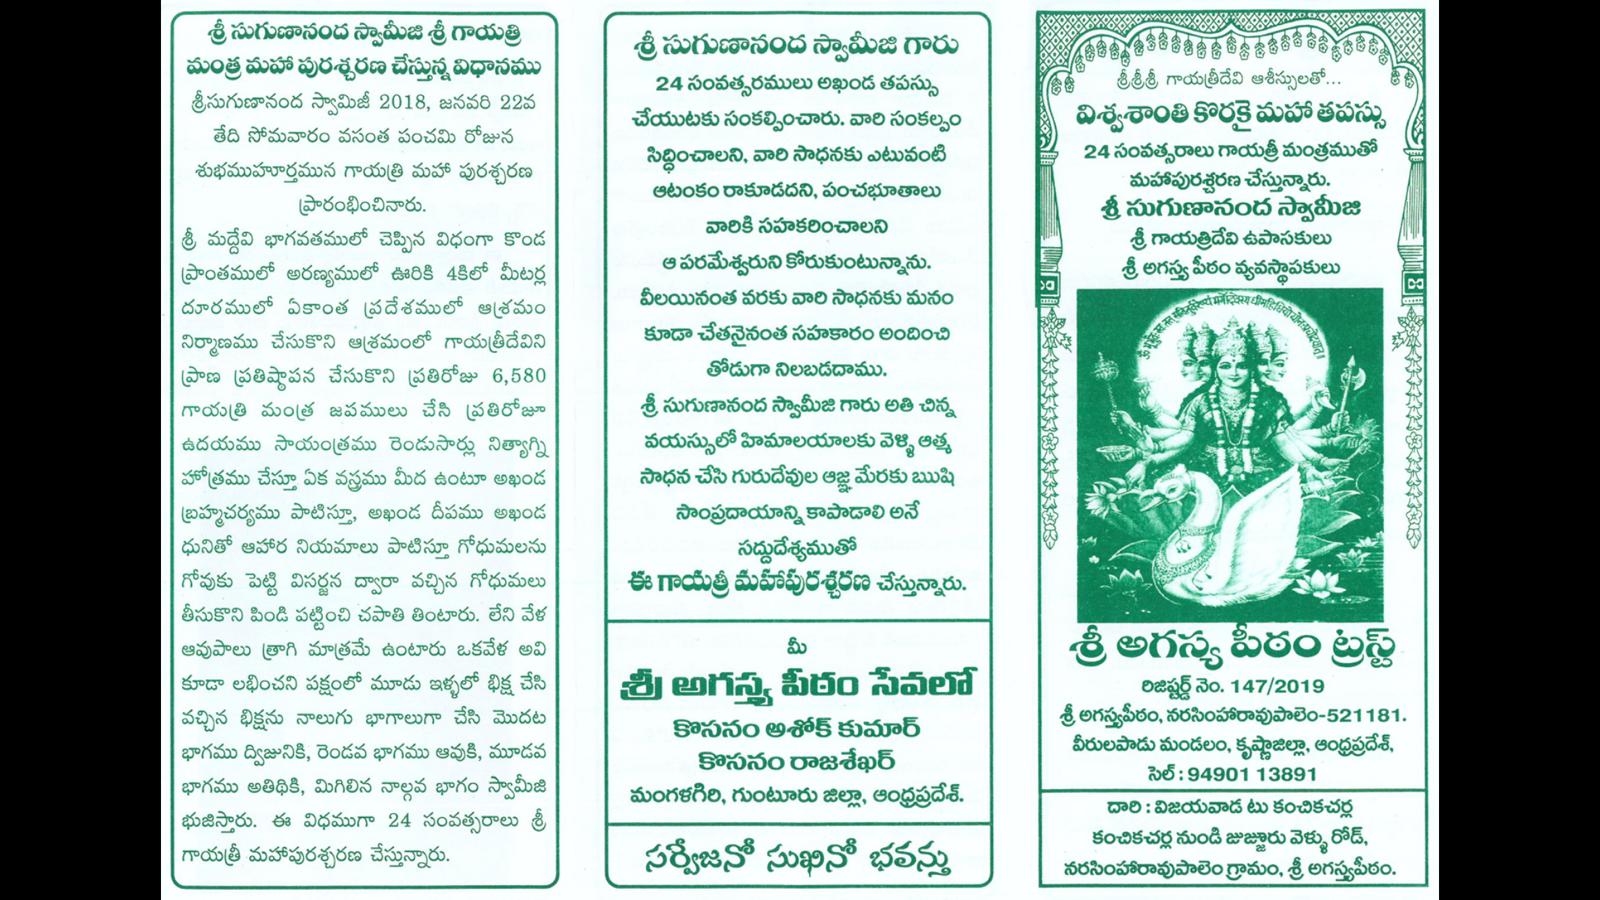 శ్రీ సుగుణానంద స్వామీజి శ్రీ గాయత్రి
మంత్ర మహా పురశ్చరణ చేస్తున్న విధానము
శ్రీసుగుణానంద స్వామిజీ 2018, జనవరి 22వ
తేది సోమవారం వసంత పంచమి రోజున
శుభముహూర్తమున గాయత్రి మహా పురశ్చరణ
ప్రారంభించినారు.
శ్రీ మద్దేవి భాగవతములో చెప్పిన విధంగా కొండ
ప్రాంతములో అరణ్యములో ఊరికి 4కిలో మీటర్ల
దూరములో ఏకాంత ప్రదేశములో ఆశ్రమం
నిర్మాణము చేసుకొని ఆశ్రమంలో గాయత్రీదేవిని
ప్రాణ ప్రతిష్ఠాపన చేసుకొని ప్రతిరోజు 6,580
గాయత్రి మంత్ర జపములు చేసి ప్రతిరోజూ
ఉదయము సాయంత్రము రెండుసార్లు నిత్యాగ్ని
హోత్రము చేస్తూ ఏక వస్త్రము మీద ఉంటూ అఖండ
బ్రహ్మచర్యము పాటిస్తూ, అఖండ దీపము అఖండ
ధునితో ఆహార నియమాలు పాటిస్తూ గోధుమలను
గోవుకు పెట్టి విసర్జన ద్వారా వచ్చిన గోధుమలు
తీసుకొని పిండి పట్టించి చపాతి తింటారు. లేని వేళ
ఆవుపాలు త్రాగి మాత్రమే ఉంటారు ఒకవేళ అవి
కూడా లభించని పక్షంలో మూడు ఇళ్ళలో భిక్ష చేసి
వచ్చిన భిక్షను నాలుగు భాగాలుగా చేసి మొదట
భాగము ద్విజునికి, రెండవ భాగము ఆవుకి, మూడవ
భాగము అతిథికి, మిగిలిన నాల్గవ భాగం స్వామీజి
భుజిస్తారు. ఈ విధముగా 24 సంవత్సరాలు శ్రీ
గాయత్రీ మహాపురశ్చరణ చేస్తున్నారు.
శ్రీ సుగుణానంద స్వామీజి గారు
24 సంవత్సరములు అఖండ తపస్సు
చేయుటకు సంకల్పించారు. వారి సంకల్పం
సిద్ధించాలని, వారి సాధనకు ఎటువంటి
ఆటంకం రాకూడదని, పంచభూతాలు
వారికి సహకరించాలని
ఆ పరమేశ్వరుని కోరుకుంటున్నాను.
వీలయినంత వరకు వారి సాధనకు మనం
కూడా చేతనైనంత సహకారం అందించి
తోడుగా నిలబడదాము.
శ్రీ సుగుణానంద స్వామీజి గారు అతి చిన్న
వయస్సులో హిమాలయాలకు వెళ్ళి ఆత్మ
సాధన చేసి గురుదేవుల ఆజ్ఞ మేరకు ఋషి
సాంప్రదాయాన్ని కాపాడాలి అనే
సద్దుదేశ్యముతో
ఈ గాయత్రీ మహాపురశ్చరణ చేస్తున్నారు.
మీ
శ్రీ అగస్త్య పీఠం సేవలో
కొసనం అశోక్ కుమార్
కొసనం రాజశేఖర్
మంగళగిరి, గుంటూరు జిల్లా, ఆంధ్రప్రదేశ్.
సర్వేజనో సుఖినో భవన్తు
శ్రీశ్రీశ్రీ గాయత్రీదేవి ఆశీస్సులతో...
విశ్వశాంతి కొరకై మహా తపస్సు
24 సంవత్సరాలు గాయత్రీ మంత్రముతో
మహాపురశ్చరణ చేస్తున్నారు.
శ్రీ సుగుణానంద స్వామీజి
శ్రీ గాయత్రిదేవి ఉపాసకులు
శ్రీ అగస్త్య పీఠం వ్యవస్థాపకులు
శ్రీ అగస్త్య పీఠం ట్రస్ట్
రిజిష్టర్డ్ నెం. 147/2019
శ్రీ అగస్త్యపీఠం, నరసింహారావుపాలెం-521181.
వీరులపాడు మండలం, కృష్ణాజిల్లా, ఆంధ్రప్రదేశ్,
సెల్ : 94901 13891
దారి : విజయవాడ టు కంచికచర్ల
కంచికచర్ల నుండి జుజ్జూరు వెళ్ళు రోడ్,
నరసింహారావుపాలెం గ్రామం, శ్రీ అగస్త్యపీఠం.